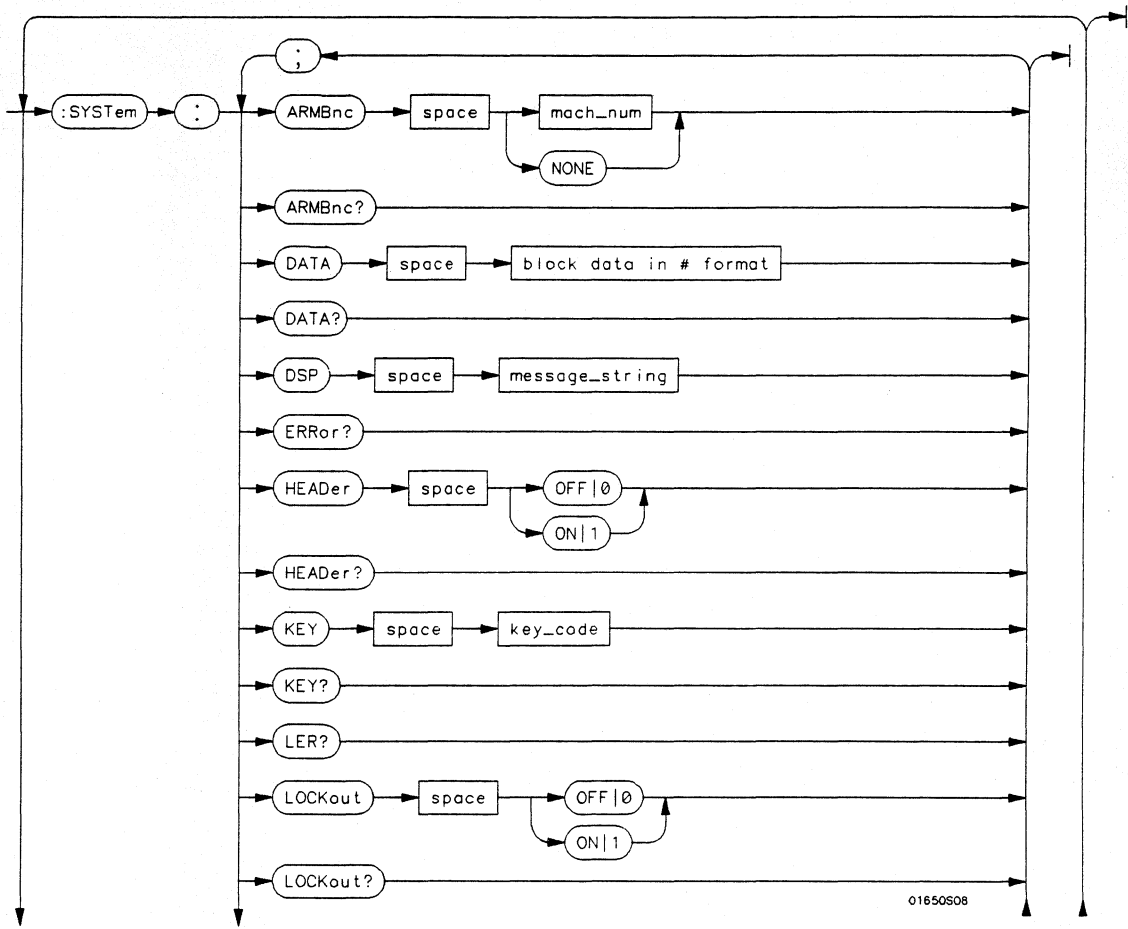 ;
:SYSTem : ARMBnc space mach_num
NONE
ARMBnc?
DATA space block data in # format
DATA?
DSP space message_string
ERRor?
HEADer space OFF|0
ON|1
HEADer?
KEY space key_code
KEY?
LER?
LOCKout space OFF|0
ON|1
LOCKout?
01650S08